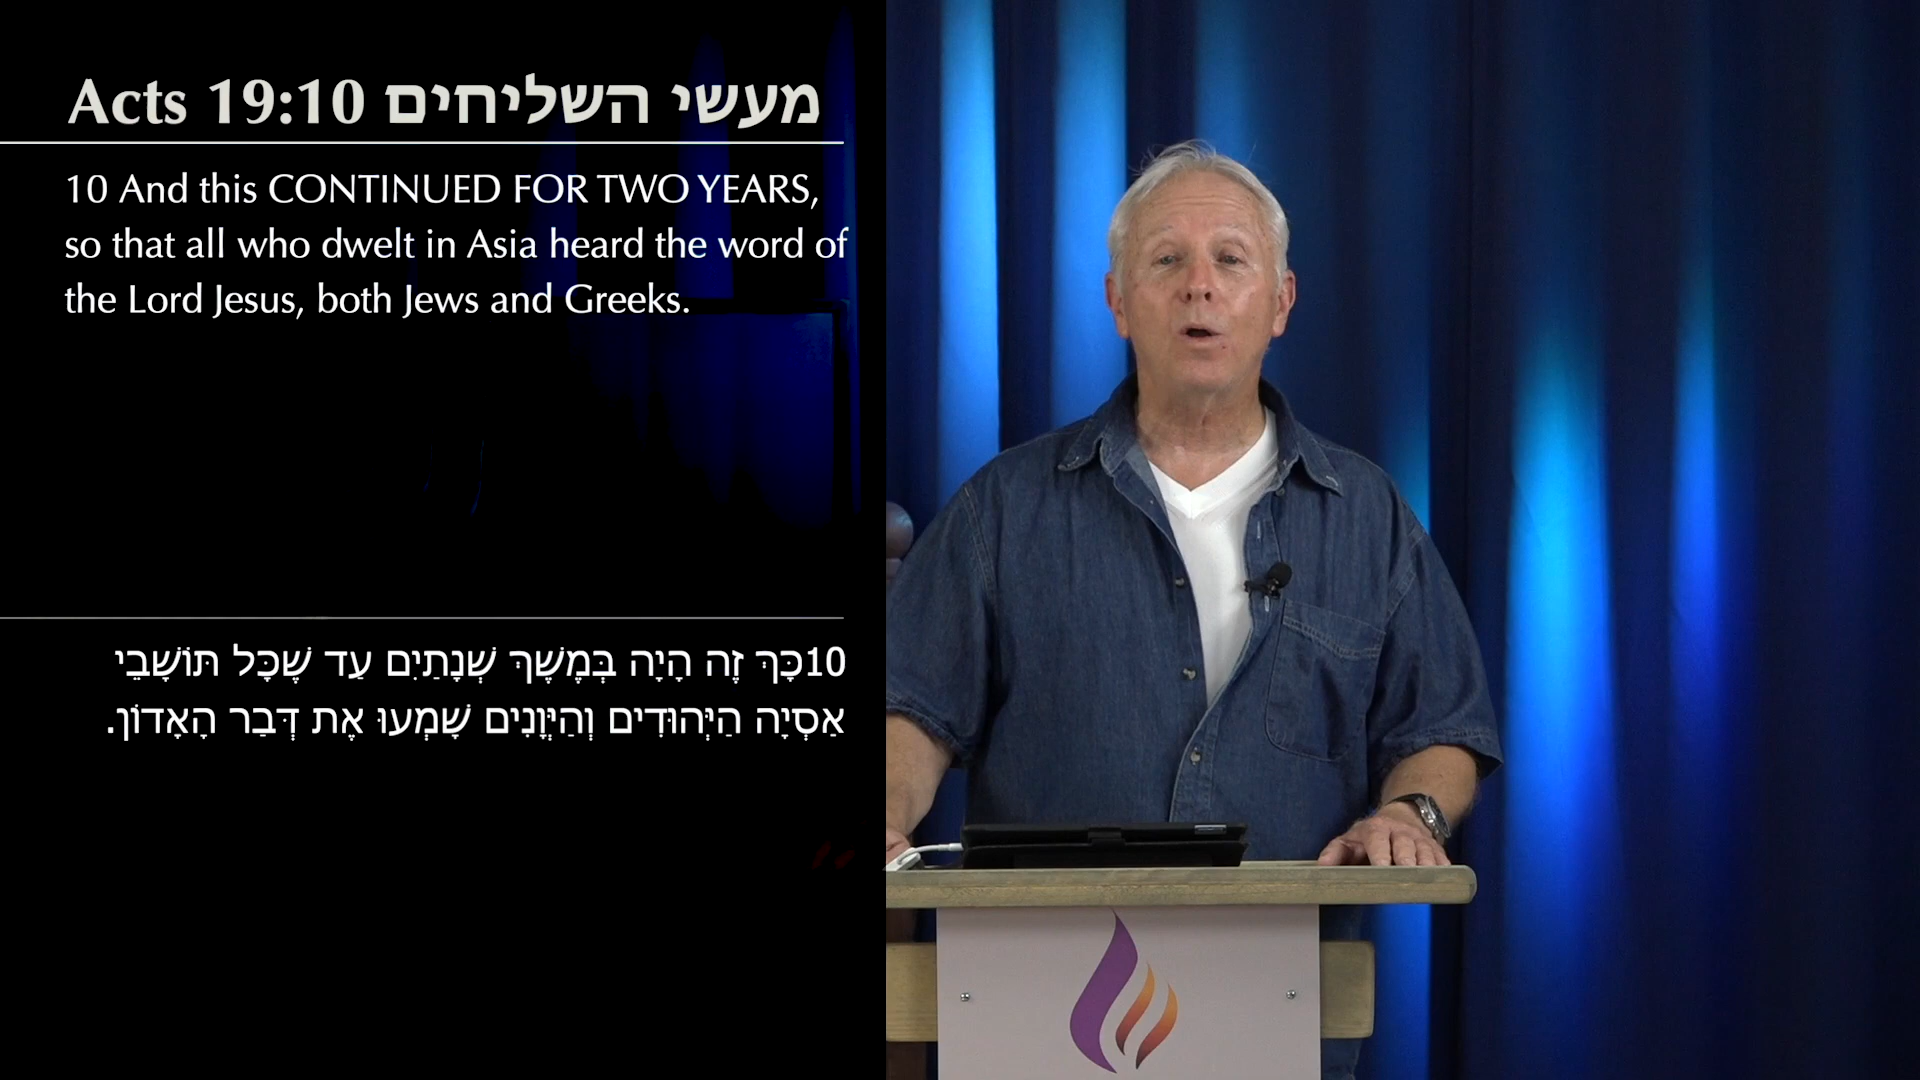 Acts 19:10 מעשי השליחים
10 And this CONTINUED FOR TWO YEARS,
so that all who dwelt in Asia heard the word of
the Lord Jesus, both Jews and Greeks.
10כָּךְ זֶה הָיָה בְּמֶשֶׁךְ שְׁנָתַיִם עַד שֶׁכָּל תּוֹשָׁבֵי
אַסְיָה הַיְּהוּדִים וְהַיְּוָנִים שָׁמְעוּ אֶת דְּבַר הָאָדוֹן.